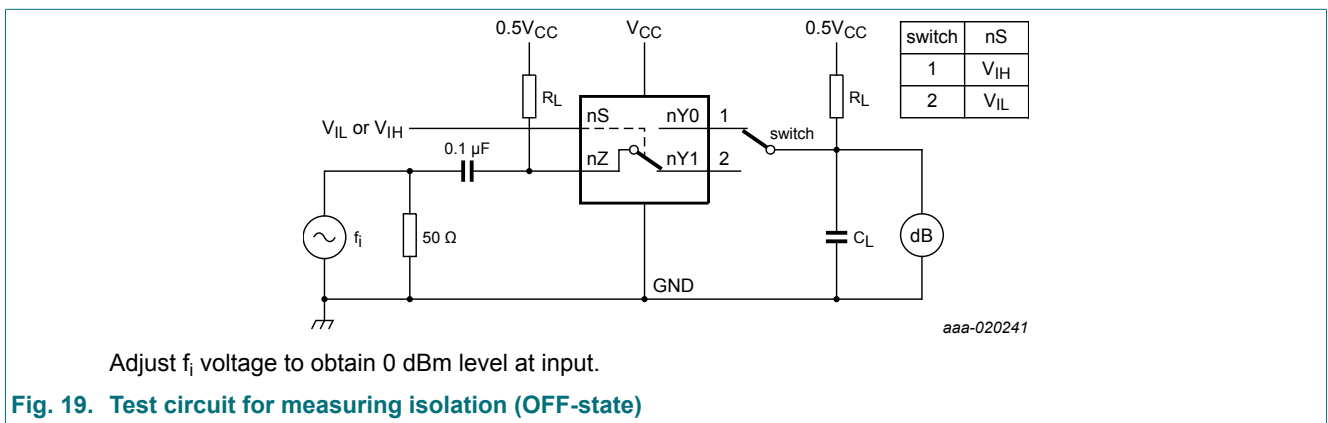 0.5VCC VCC 0.5VCC
switch nS
1 VIH
2 VIL
RL RL
nS nY0 1
VIL or VIH
switch
0.1 µF
nZ nY1 2
fi 50 Ω CL dB
GND
aaa-020241
Adjust fi voltage to obtain 0 dBm level at input.
Fig. 19. Test circuit for measuring isolation (OFF-state)